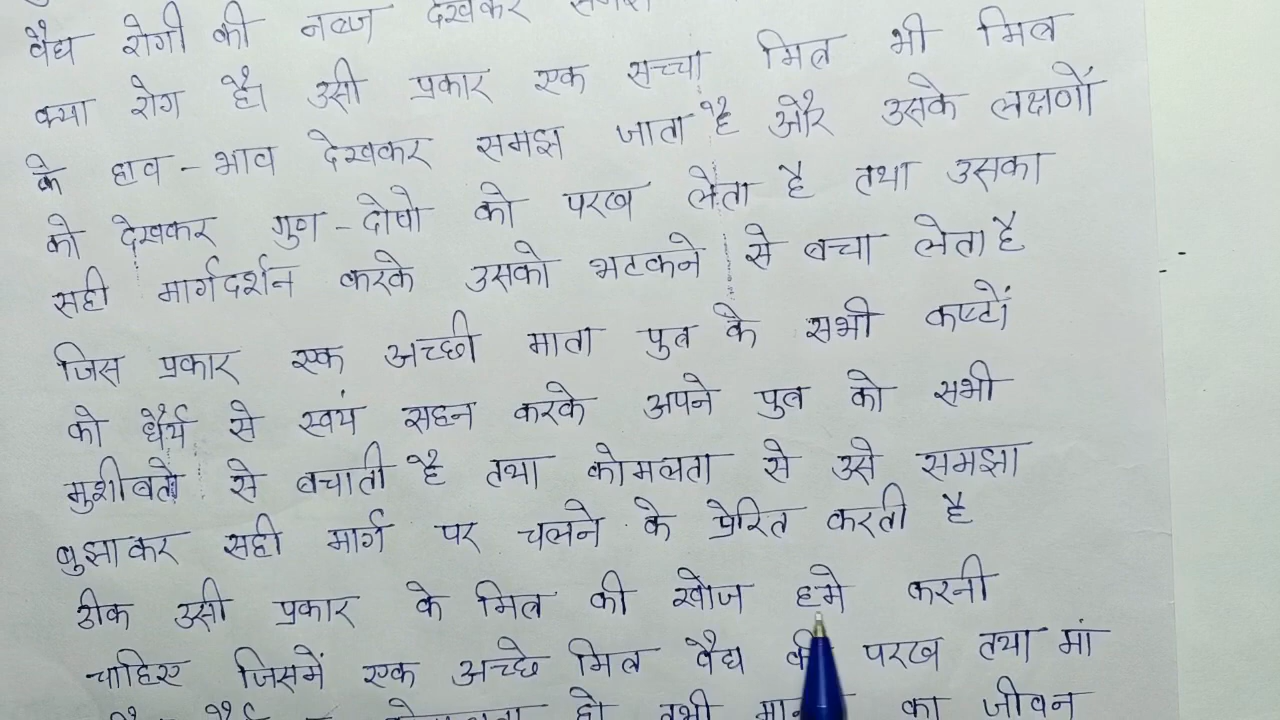 वैद्य रोगी की नब्ज देखकर
क्या रोग है। उसी प्रकार एक सच्चा मित्र भी मित्र
के हाव - भाव देखकर समझ जाता है और उसके लक्षणों
को देखकर गुण - दोषो को परख लेता है तथा उसका
सही मार्गदर्शन करके उसको भटकने से बचा लेता है
जिस प्रकार एक अच्छी माता पुत्र के सभी कष्टों
को धैर्य से स्वयं सहन करके अपने पुत्र को सभी
मुशीबतो से बचाती है तथा कोमलता से उसे समझा
बुझाकर सही मार्ग पर चलने के प्रेरित करती है
ठीक उसी प्रकार के मित्र की खोज हमे करनी
चाहिए जिसमें एक अच्छे मित्र वैद्य की परख तथा मां
हो तभी का जीवन